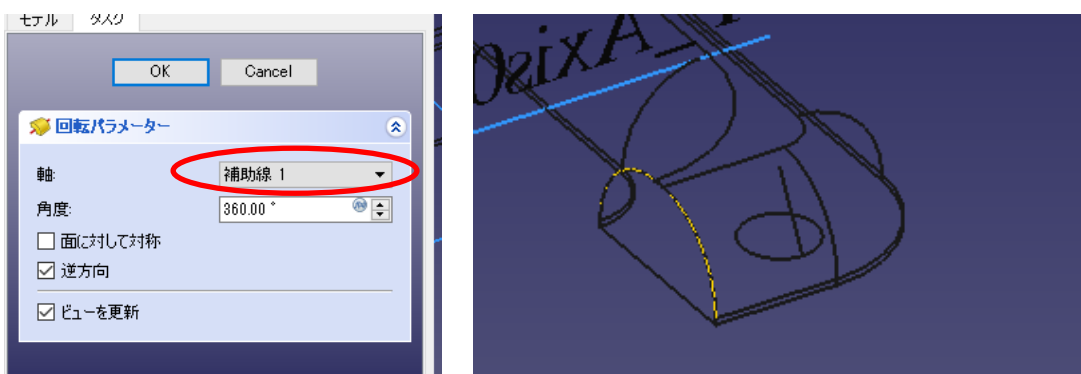 モデル タスク
OK Cancel
回転パラメーター
軸: 補助線 1
角度: 360.00 °
面に対して対称
逆方向
ビューを更新